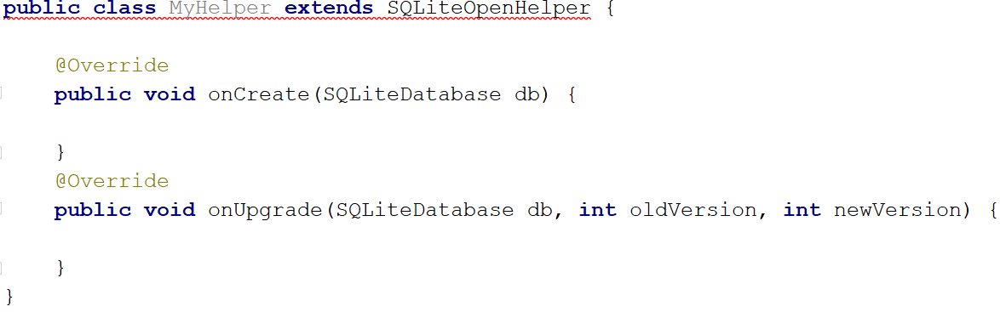 public class MyHelper extends SQLiteOpenHelper {
@Override
public void onCreate(SQLiteDatabase db) {
}
@Override
public void onUpgrade(SQLiteDatabase db, int oldVersion, int newVersion) {
}
}